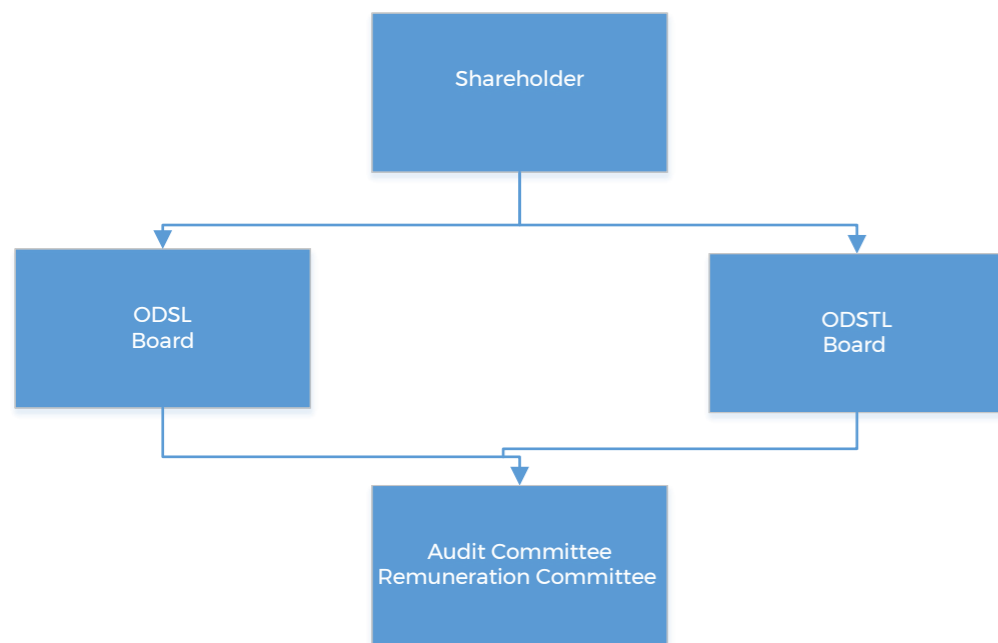 Shareholder
ODSL
Board
ODSTL
Board
Audit Committee
Remuneration Committee